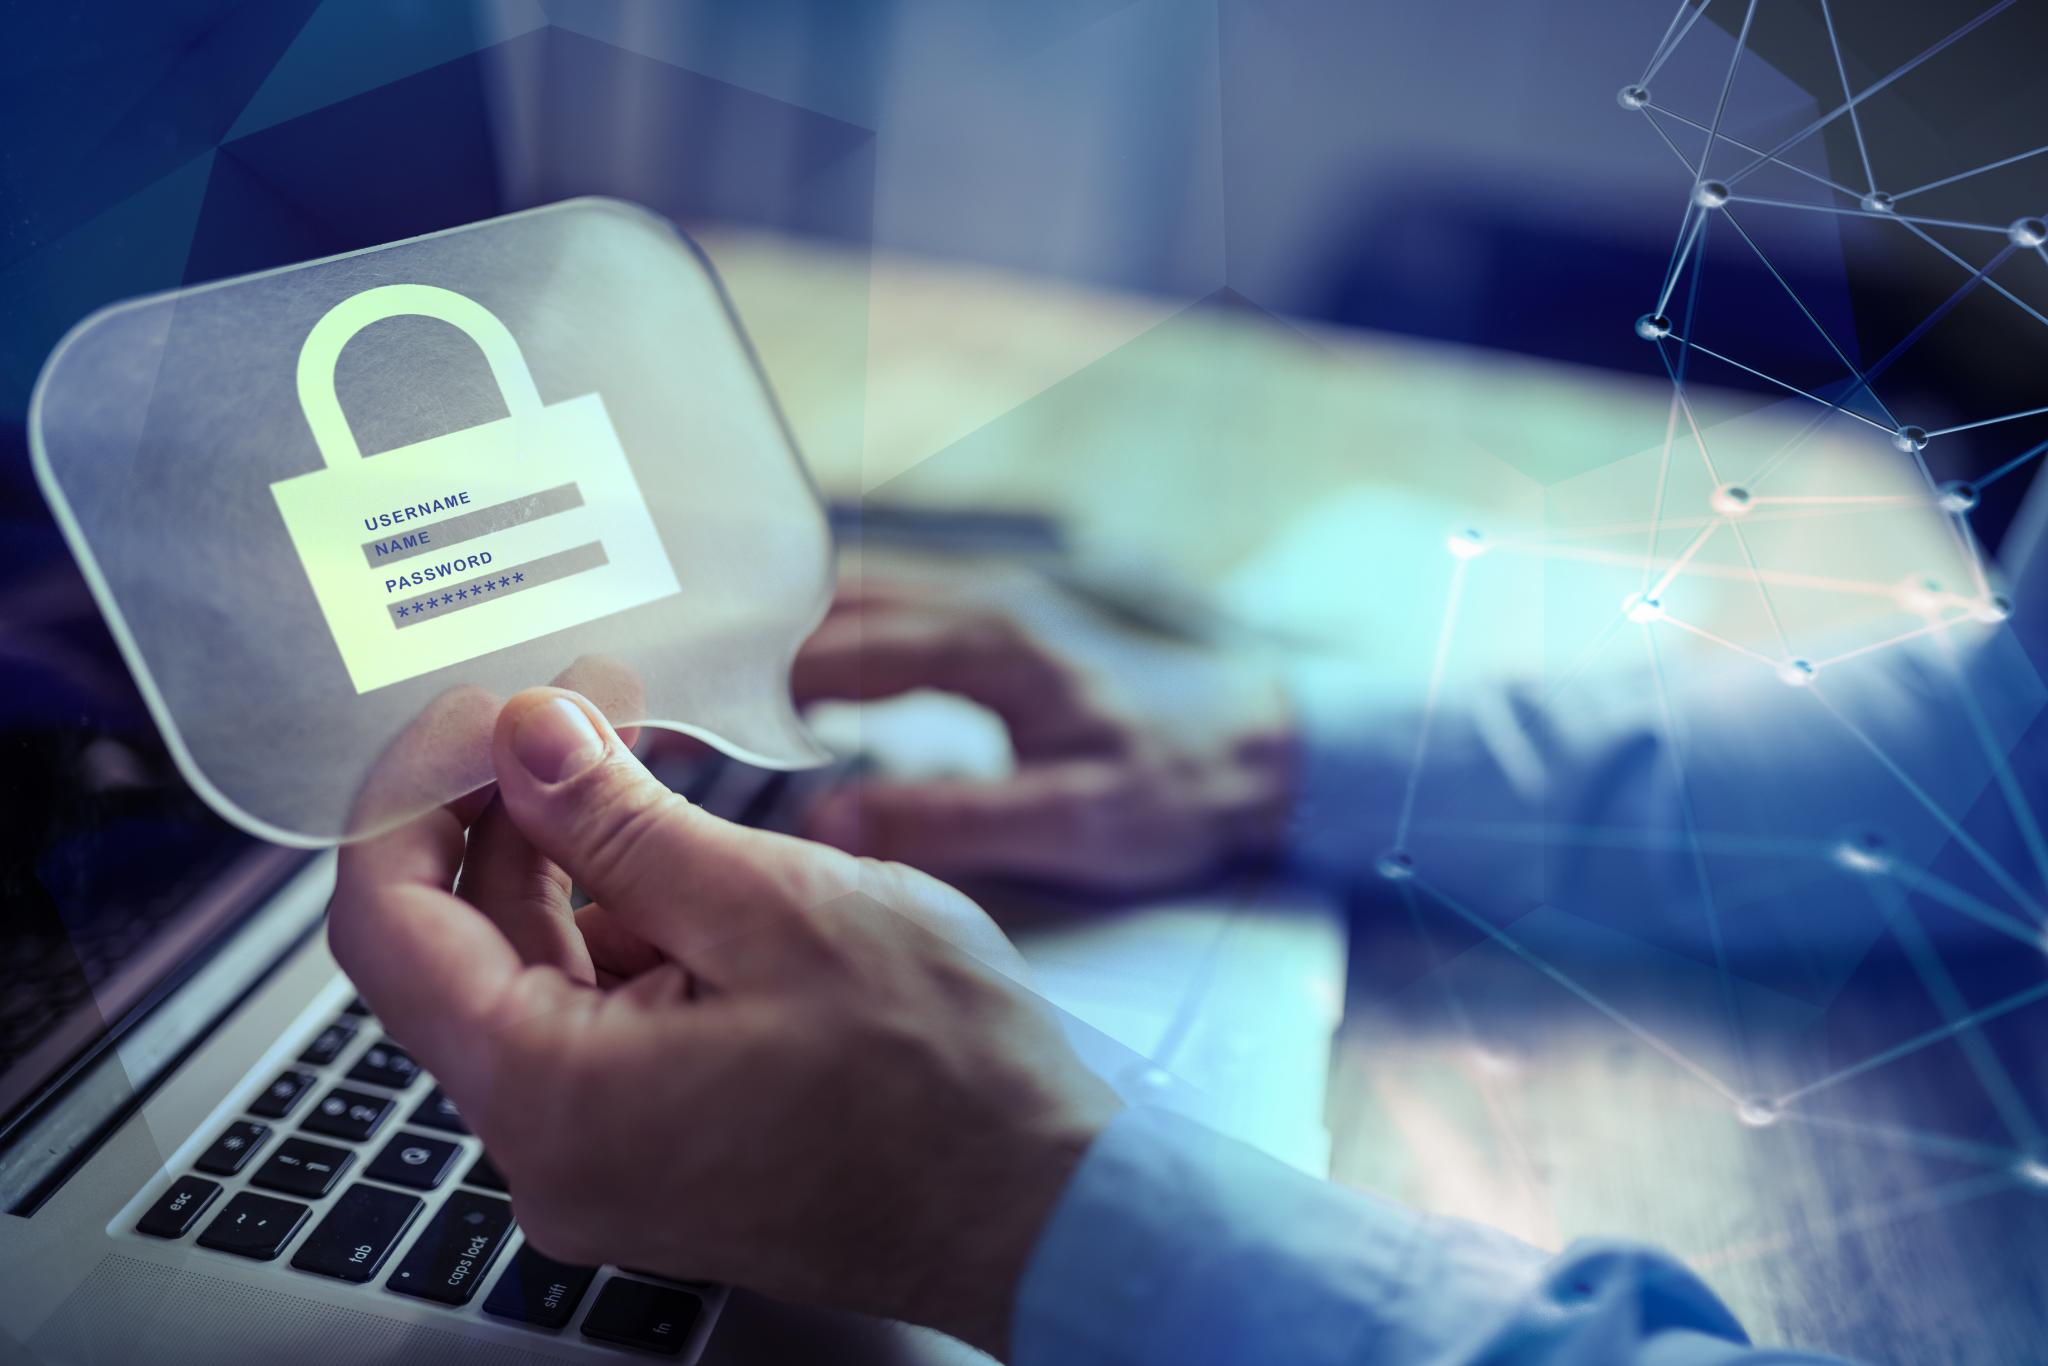 USERNAME
NAME
PASSWORD
*********
esc
~ `
tab
caps lock
shift
fn